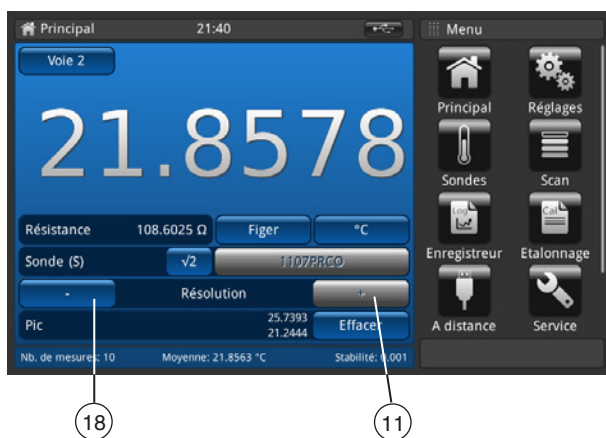 Principal 21:40 Menu
Voie 2
21.8578
Principal Réglages
Sondes Scan
Résistance 108.6025 Ω Figer °C
Log Cal
Sonde (S) √2 1107PRCO
Enregistreur Etalonnage
- Résolution +
Pic 25.7393 21.2444 Effacer
A distance Service
Nb. de mesures: 10 Moyenne: 21.8563 °C Stabilité: 0.001
18 11